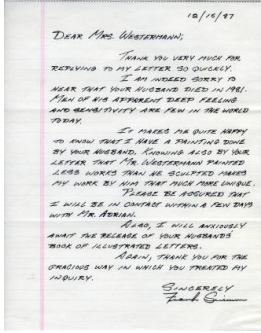 12/15/87
DEAR MRS. WESTERMANN,
THANK YOU VERY MUCH FOR
REPLYING TO MY LETTER SO QUICKLY.
I AM INDEED SORRY TO
HEAR THAT YOUR HUSBAND DIED IN 1981.
MEN OF HIS APPARENT DEEP FEELING
AND SENSITIVITY ARE FEW IN THE WORLD
TODAY.
IT MAKES ME QUITE HAPPY
TO KNOW THAT I HAVE A PAINTING DONE
BY YOUR HUSBAND. KNOWING ALSO BY YOUR
LETTER THAT MR. WESTERMANN PAINTED
LESS WORKS THAN HE SCULPTED MAKES
MY WORK BY HIM THAT MUCH MORE UNIQUE.
PLEASE BE ASSURED THAT
I WILL BE IN CONTACT WITHIN A FEW DAYS
WITH MR. ADRIAN.
ALSO, I WILL ANXIOUSLY
AWAIT THE RELEASE OF YOUR HUSBAND'S
BOOK OF ILLUSTRATED LETTERS.
AGAIN, THANK YOU FOR THE
GRACIOUS WAY IN WHICH YOU TREATED MY
INQUIRY.
SINCERELY
Frank